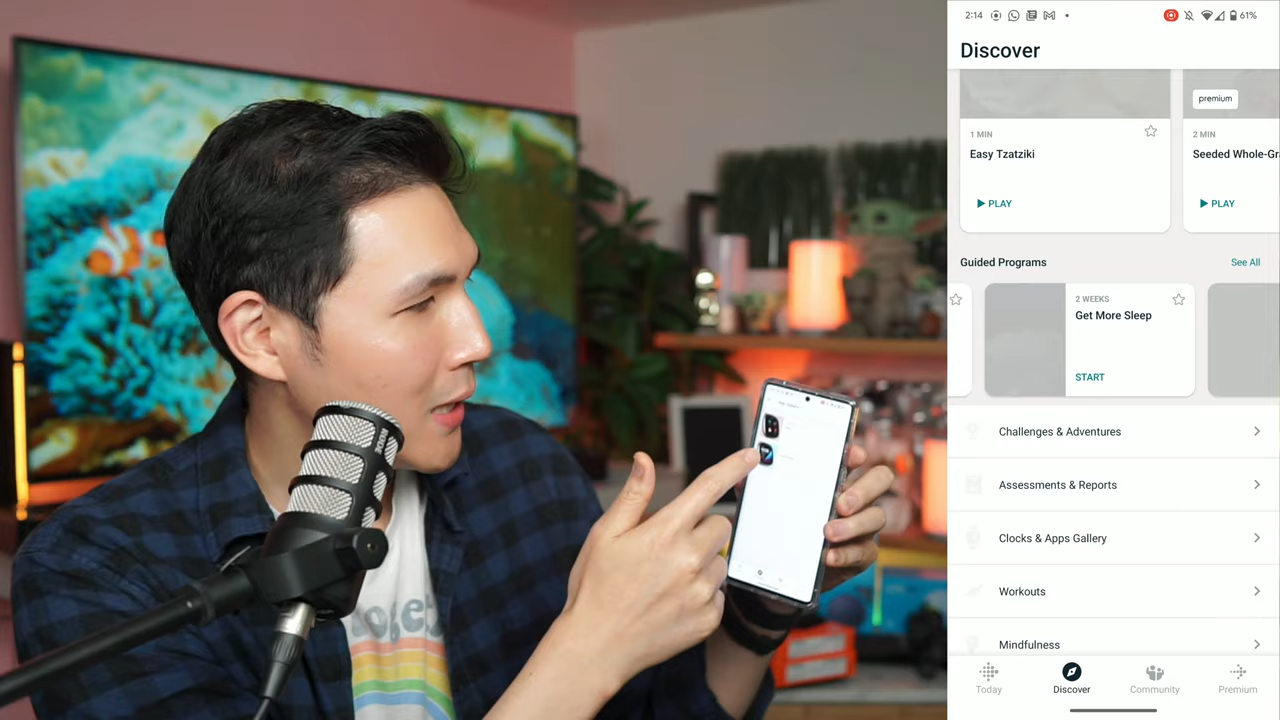 2:14
61%
Discover
premium
1 MIN
2 MIN
Easy Tzatziki
Seeded Whole-Gr
PLAY
PLAY
Guided Programs
See All
2 WEEKS
Get More Sleep
START
Challenges & Adventures
Assessments & Reports
Clocks & Apps Gallery
Workouts
Mindfulness
Today
Discover
Community
Premium